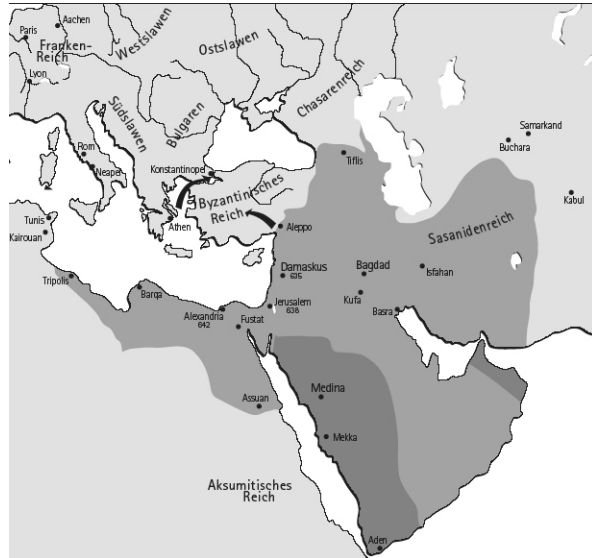 Aachen
Paris
Franken-
Reich
Westslawen
Ostslawen
Lyon
Chasarenreich
Südslawen
Bulgaren
Samarkand
Buchara
Rom
Neapel
Konstantinopel
Tiflis
Kabul
Byzantinisches
Reich
Tunis
Kairouan
Athen
Aleppo
Sasanidenreich
Damaskus
635
Bagdad
Isfahan
Tripolis
Barqa
Alexandria
642
Fustat
Jerusalem
638
Kufa
Basra
Medina
Assuan
Mekka
Aksumitisches
Reich
Aden